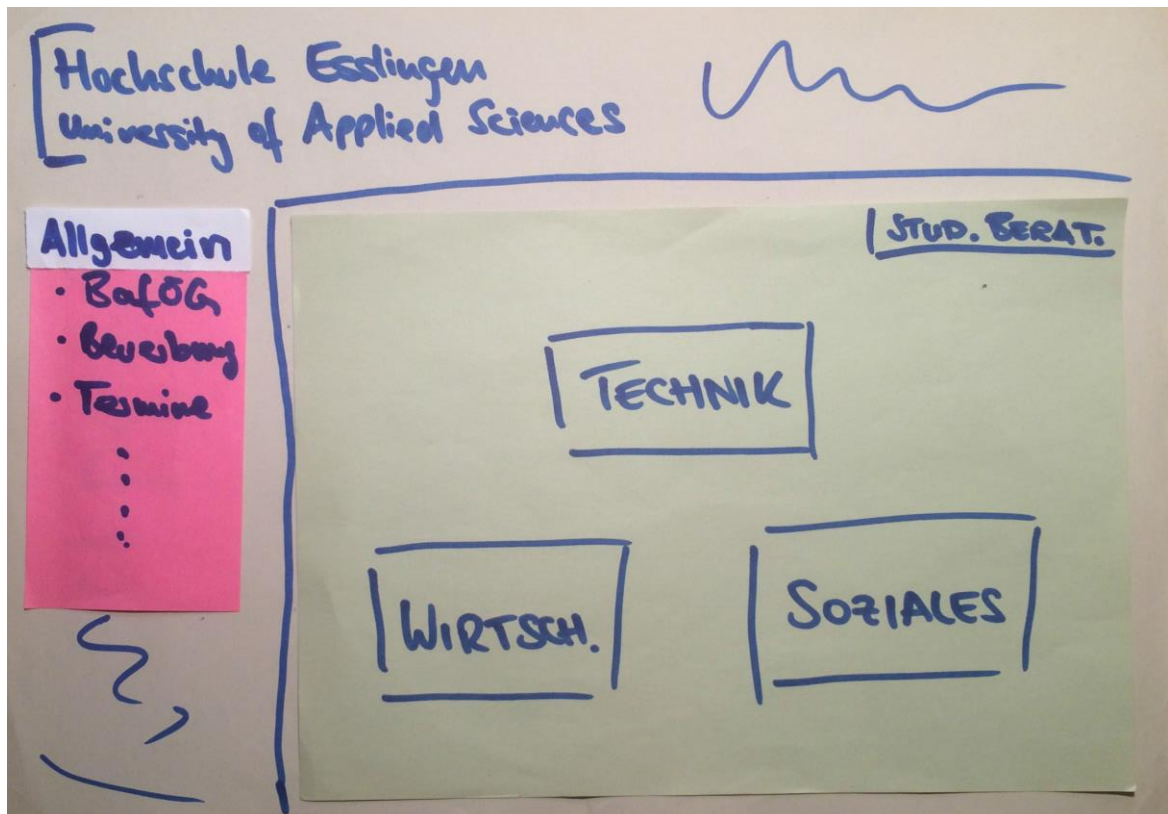 Hochschule Esslingen
University of Applied Sciences
Allgemein
• BafÖG
• Bewerbung
• Termine
STUD. BERAT.
TECHNIK
WIRTSCH.
SOZIALES